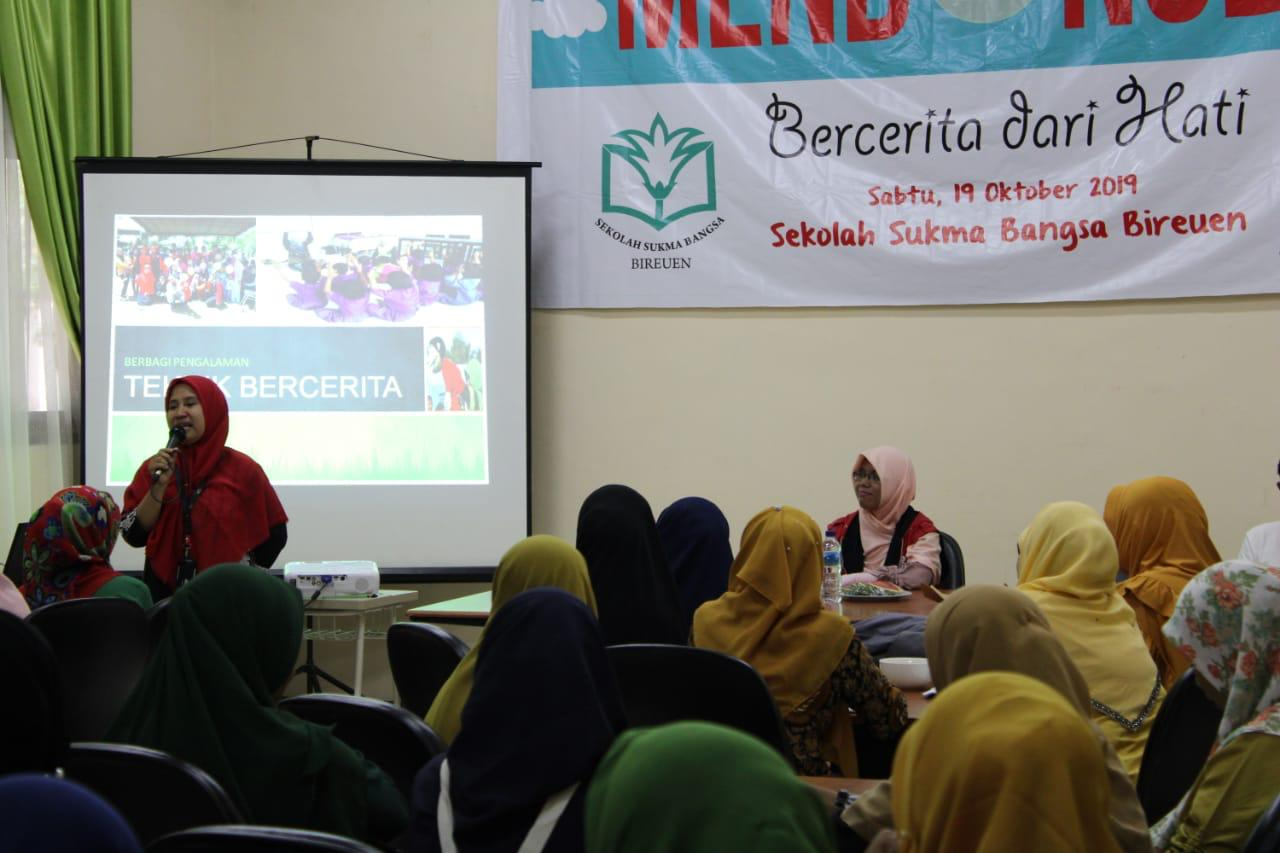 Bercerita dari Hati
Sabtu, 19 Oktober 2019
Sekolah Sukma Bangsa Bireuen
SEKOLAH SUKMA BANGSA
BIREUEN
BERBAGI PENGALAMAN
BERCERITA